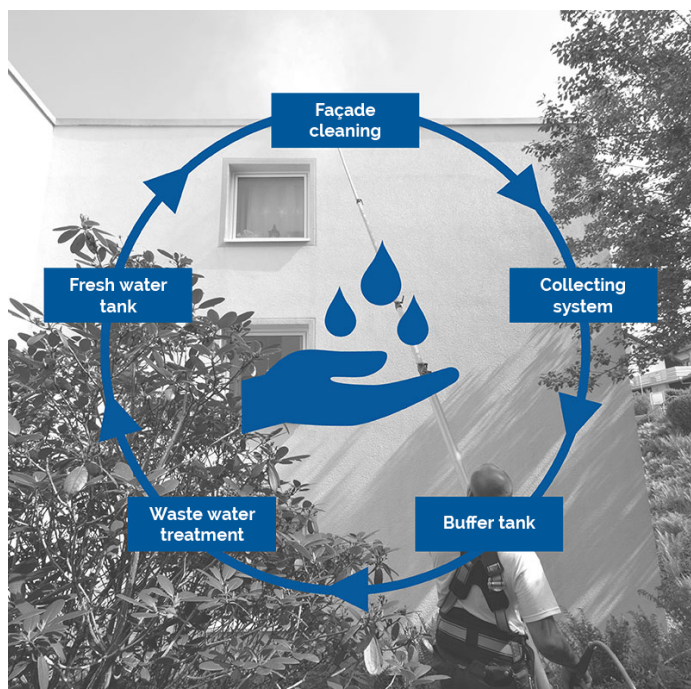 Façade
cleaning
Collecting
system
Buffer tank
Waste water
treatment
Fresh water
tank